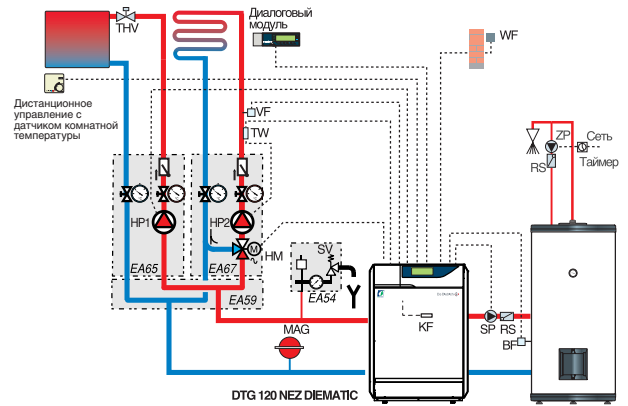 THV
Диалоговый
модуль
WF
Дистанционное
управление с
датчиком комнатной
температуры
VF
TW
ZP
Сеть
RS
Таймер
HP1
HP2
M
HM
SV
EA65
EA67
EA54
EA59
KF
MAG
SP
RS
BF
DTG 120 NEZ DIEMATIC